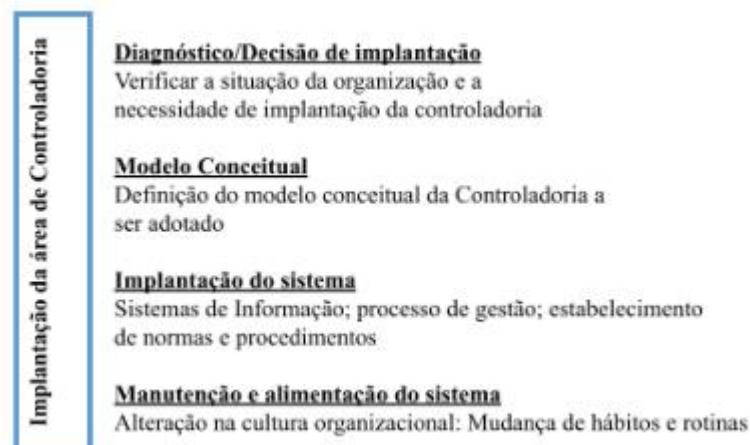 Implantação da área de Controladoria
Diagnóstico/Decisão de implantação
Verificar a situação da organização e a
necessidade de implantação da controladoria
Modelo Conceitual
Definição do modelo conceitual da Controladoria a
ser adotado
Implantação do sistema
Sistemas de Informação; processo de gestão; estabelecimento
de normas e procedimentos
Manutenção e alimentação do sistema
Alteração na cultura organizacional: Mudança de hábitos e rotinas